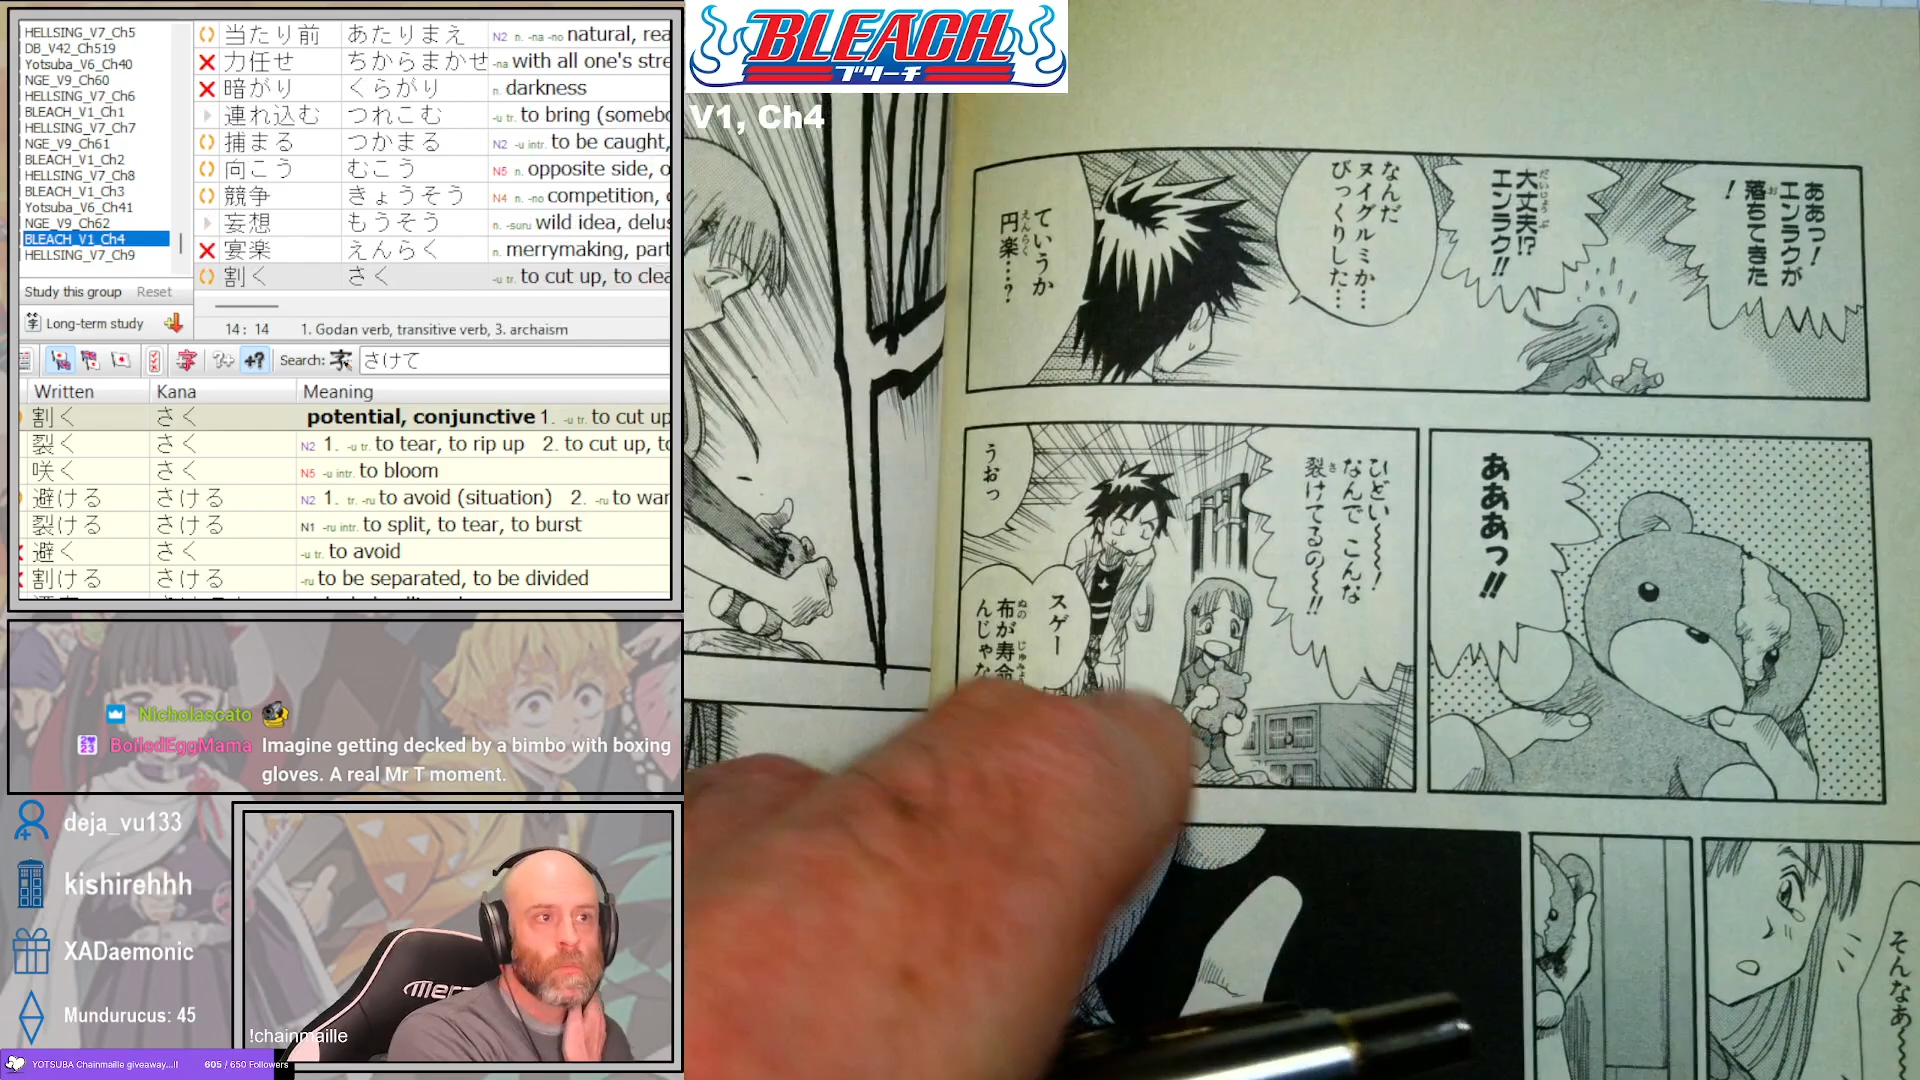 HELLSING_V7_Ch5
DB_V42_Ch519
Yotsuba_V6_Ch40
NGE_V9_Ch60
HELLSING_V7_Ch6
BLEACH_V1_Ch1
HELLSING_V7_Ch7
NGE_V9_Ch61
BLEACH_V1_Ch2
HELLSING_V7_Ch8
BLEACH_V1_Ch3
Yotsuba_V6_Ch41
NGE_V9_Ch62
BLEACH_V1_Ch4
HELLSING_V7_Ch9
Study this group Reset
Long-term study
当たり前 あたりまえ N2 n. -na -no natural, rea
力任せ ちからまかせ -na with all one's stre
暗がり くらがり n. darkness
連れ込む つれこむ -u tr. to bring (somebo
捕まる つかまる N2 -u intr. to be caught,
向こう むこう N5 n. opposite side, o
競争 きょうそう N4 n. -no competition,
妄想 もうそう n. -suru wild idea, delus
宴楽 えんらく n. merrymaking, part
割く さく -u tr. to cut up, to clea
14: 14 1. Godan verb, transitive verb, 3. archaism
Search: さけて
Written Kana Meaning
割く さく potential, conjunctive 1. -u tr. to cut up
裂く さく N2 1. -u tr. to tear, to rip up 2. to cut up, to
咲く さく N5 -u intr. to bloom
避ける さける N2 1. tr. -ru to avoid (situation) 2. -ru to war
裂ける さける N1 -ru intr. to split, to tear, to burst
避く さく -u tr. to avoid
割ける さける -ru to be separated, to be divided
Nicholascato
BoiledEggMama Imagine getting decked by a bimbo with boxing
gloves. A real Mr T moment.
deja_vu133
kishirehhh
XADaemonic
Mundurucus: 45
!chainmaille
YOTSUBA Chainmaille giveaway...!! 605 / 650 Followers
BLEACH
ブリーチ
V1, Ch4
ああっ!
エンラクが
落ちてきた
!
大丈夫!?
エンラク!!
なんだ
ヌイグルミか…
びっくりした…
ていうか
円楽…?
あああっ!!
ひどい〜〜〜!
なんで こんな
裂けてるの〜〜!!
うおっ
スゲー
布が寿命
んじゃな
そんなあ〜〜